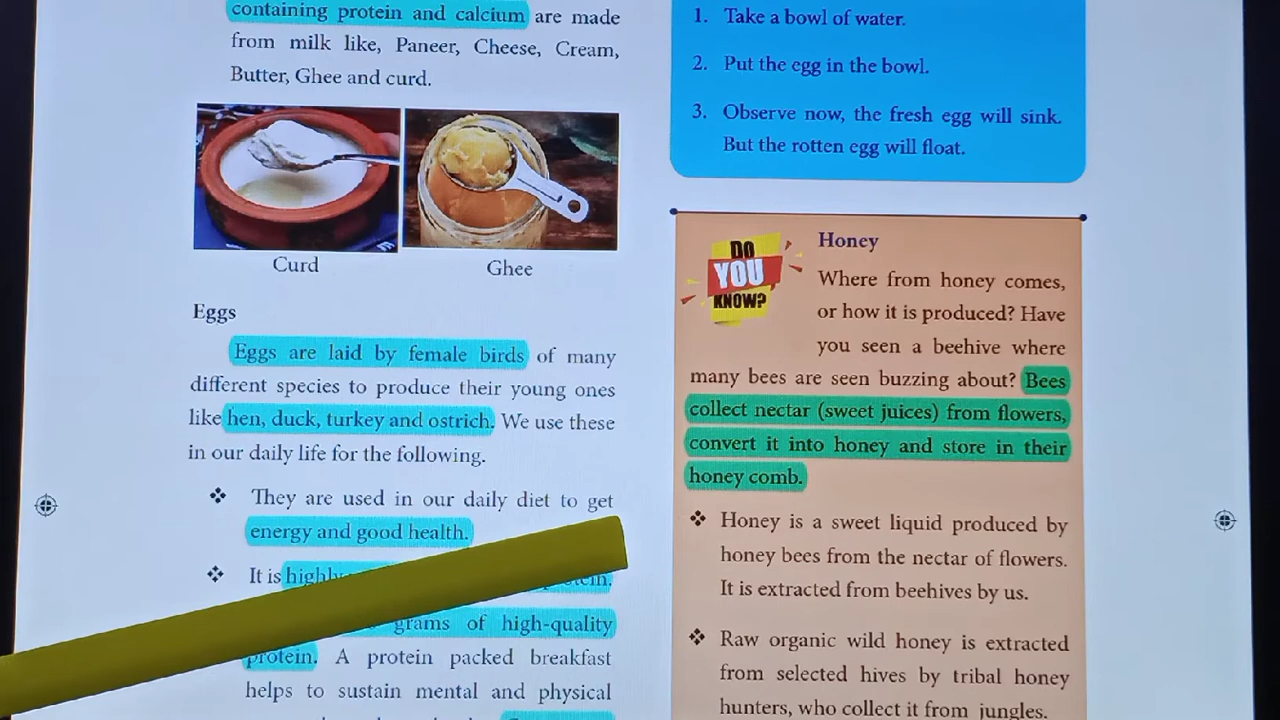 containing protein and calcium are made
from milk like, Paneer, Cheese, Cream,
Butter, Ghee and curd.
Curd
Ghee
Eggs
Eggs are laid by female birds of many
different species to produce their young ones
like hen, duck, turkey and ostrich. We use these
in our daily life for the following.
❖ They are used in our daily diet to get
energy and good health.
❖ It is
grams of high-quality
protein. A protein packed breakfast
helps to sustain mental and physical
1. Take a bowl of water.
2. Put the egg in the bowl.
3. Observe now, the fresh egg will sink.
But the rotten egg will float.
DO
YOU
KNOW?
Honey
Where from honey comes,
or how it is produced? Have
you seen a beehive where
many bees are seen buzzing about? Bees
collect nectar (sweet juices) from flowers,
convert it into honey and store in their
honey comb.
❖ Honey is a sweet liquid produced by
honey bees from the nectar of flowers.
It is extracted from beehives by us.
❖ Raw organic wild honey is extracted
from selected hives by tribal honey
hunters, who collect it from jungles.